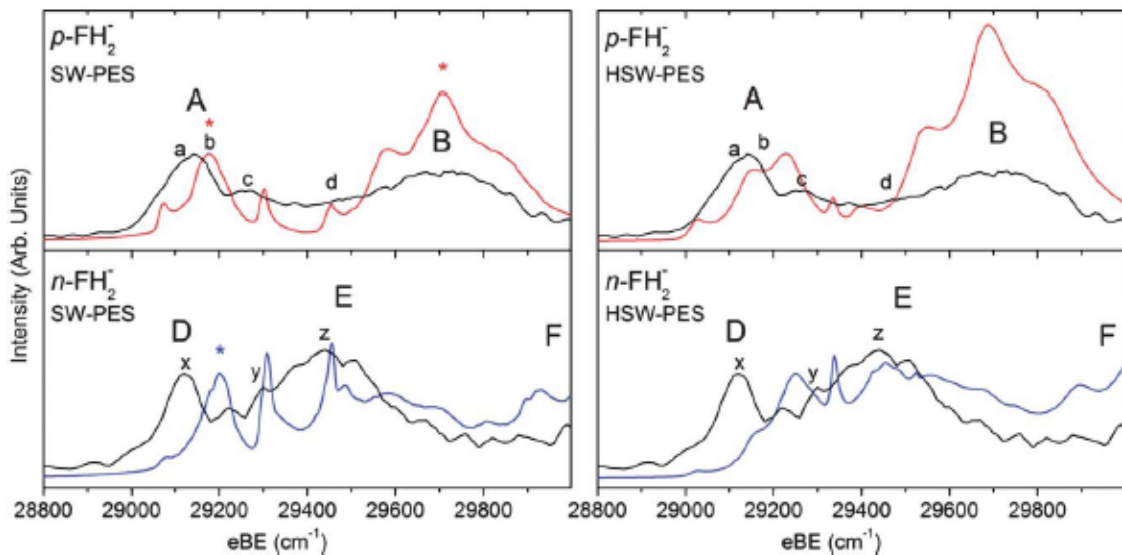 p-FH₂⁻
SW-PES
A
*
b
a
c
d
*
B
p-FH₂⁻
HSW-PES
A
b
a
c
d
B
Intensity (Arb. Units)
n-FH₂⁻
SW-PES
D
x
*
y
E
z
F
n-FH₂⁻
HSW-PES
D
x
y
E
z
F
28800 29000 29200 29400 29600 29800
eBE (cm⁻¹)
29000 29200 29400 29600 29800
eBE (cm⁻¹)